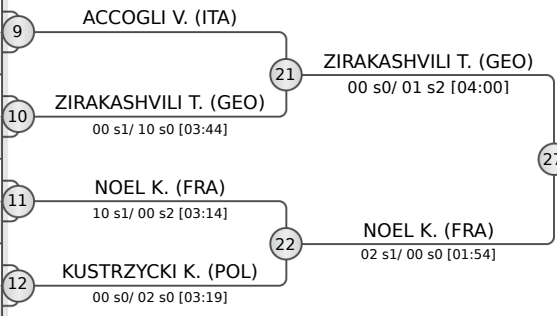 9
ACCOGLI V. (ITA)
21
ZIRAKASHVILI T. (GEO)
00 s0/ 01 s2 [04:00]
10
ZIRAKASHVILI T. (GEO)
00 s1/ 10 s0 [03:44]
27
11
NOEL K. (FRA)
10 s1/ 00 s2 [03:14]
22
NOEL K. (FRA)
02 s1/ 00 s0 [01:54]
12
KUSTRZYCKI K. (POL)
00 s0/ 02 s0 [03:19]